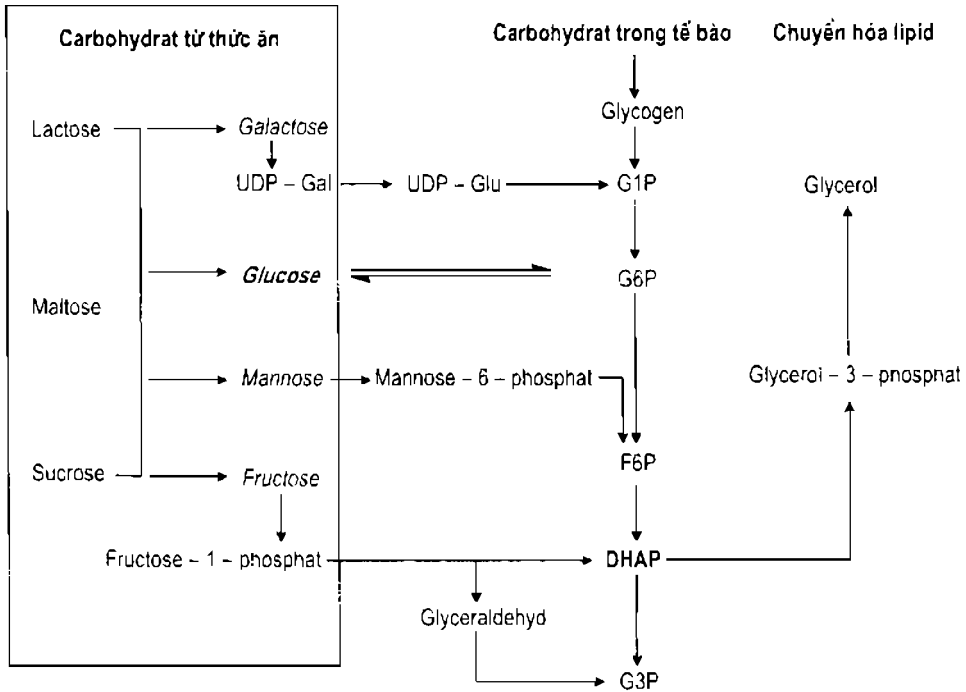 Carbohydrat từ thức ăn
Carbohydrat trong tế bào
Chuyển hóa lipid
Glycogen
Lactose
Galactose
UDP – Gal
UDP – Glu
G1P
Glycerol
Glucose
G6P
Maltose
Mannose
Mannose – 6 – phosphat
Glycerol – 3 – phosphat
Sucrose
Fructose
F6P
Fructose – 1 – phosphat
DHAP
Glyceraldehyd
G3P